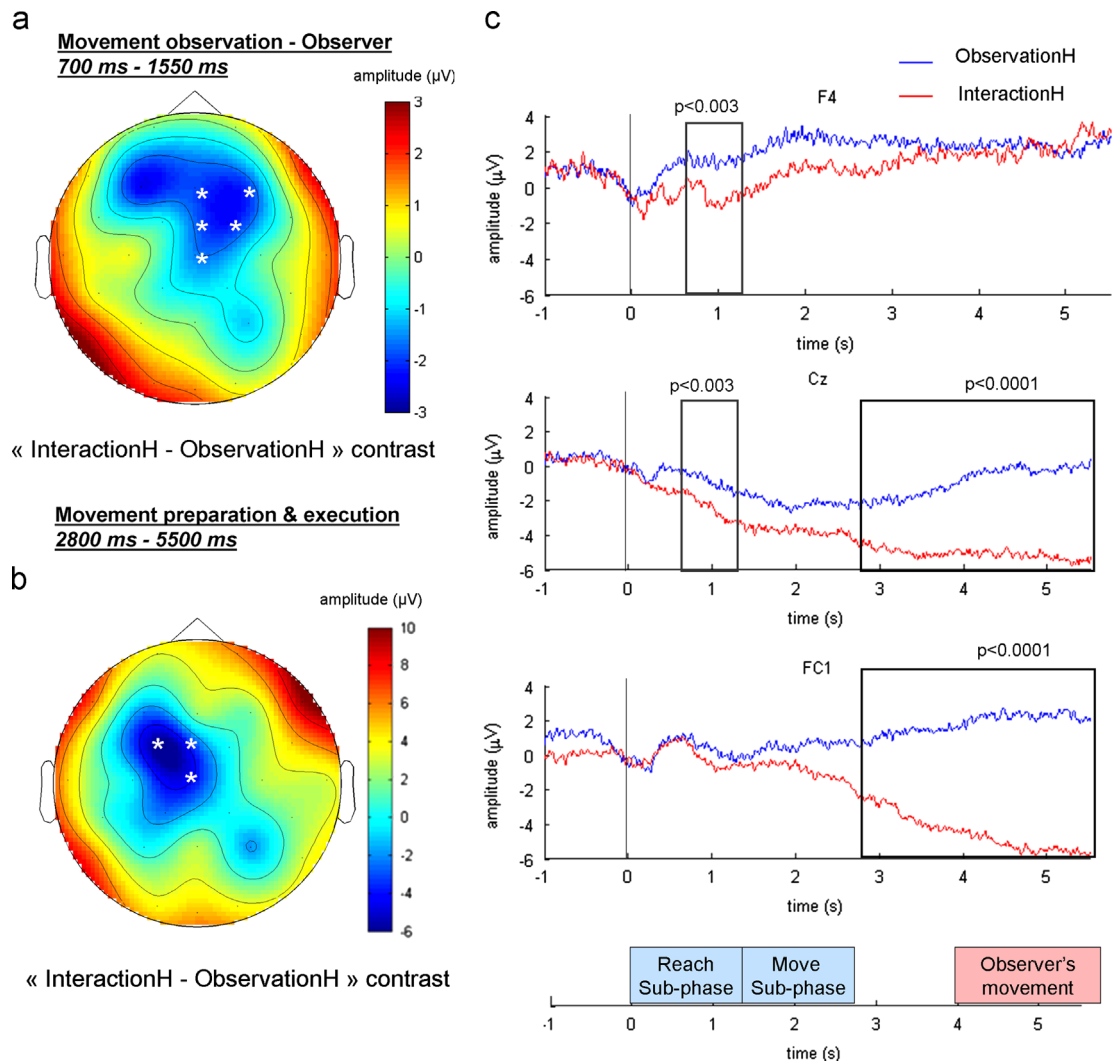 a
Movement observation - Observer
700 ms - 1550 ms
amplitude (µV)
3
2
1
0
-1
-2
-3
* *
* *
*
« InteractionH - ObservationH » contrast
Movement preparation & execution
2800 ms - 5500 ms
b
amplitude (µV)
10
8
6
4
2
0
-2
-4
-6
* *
*
« InteractionH - ObservationH » contrast
c
ObservationH
InteractionH
F4
p<0.003
amplitude (µV)
4
2
0
-2
-4
-6
-1 0 1 2 3 4 5
time (s)
Cz
p<0.003
p<0.0001
amplitude (µV)
4
2
0
-2
-4
-6
-1 0 1 2 3 4 5
time (s)
FC1
p<0.0001
amplitude (µV)
4
2
0
-2
-4
-6
-1 0 1 2 3 4 5
time (s)
Reach
Sub-phase
Move
Sub-phase
Observer's
movement
-1 0 1 2 3 4 5
time (s)